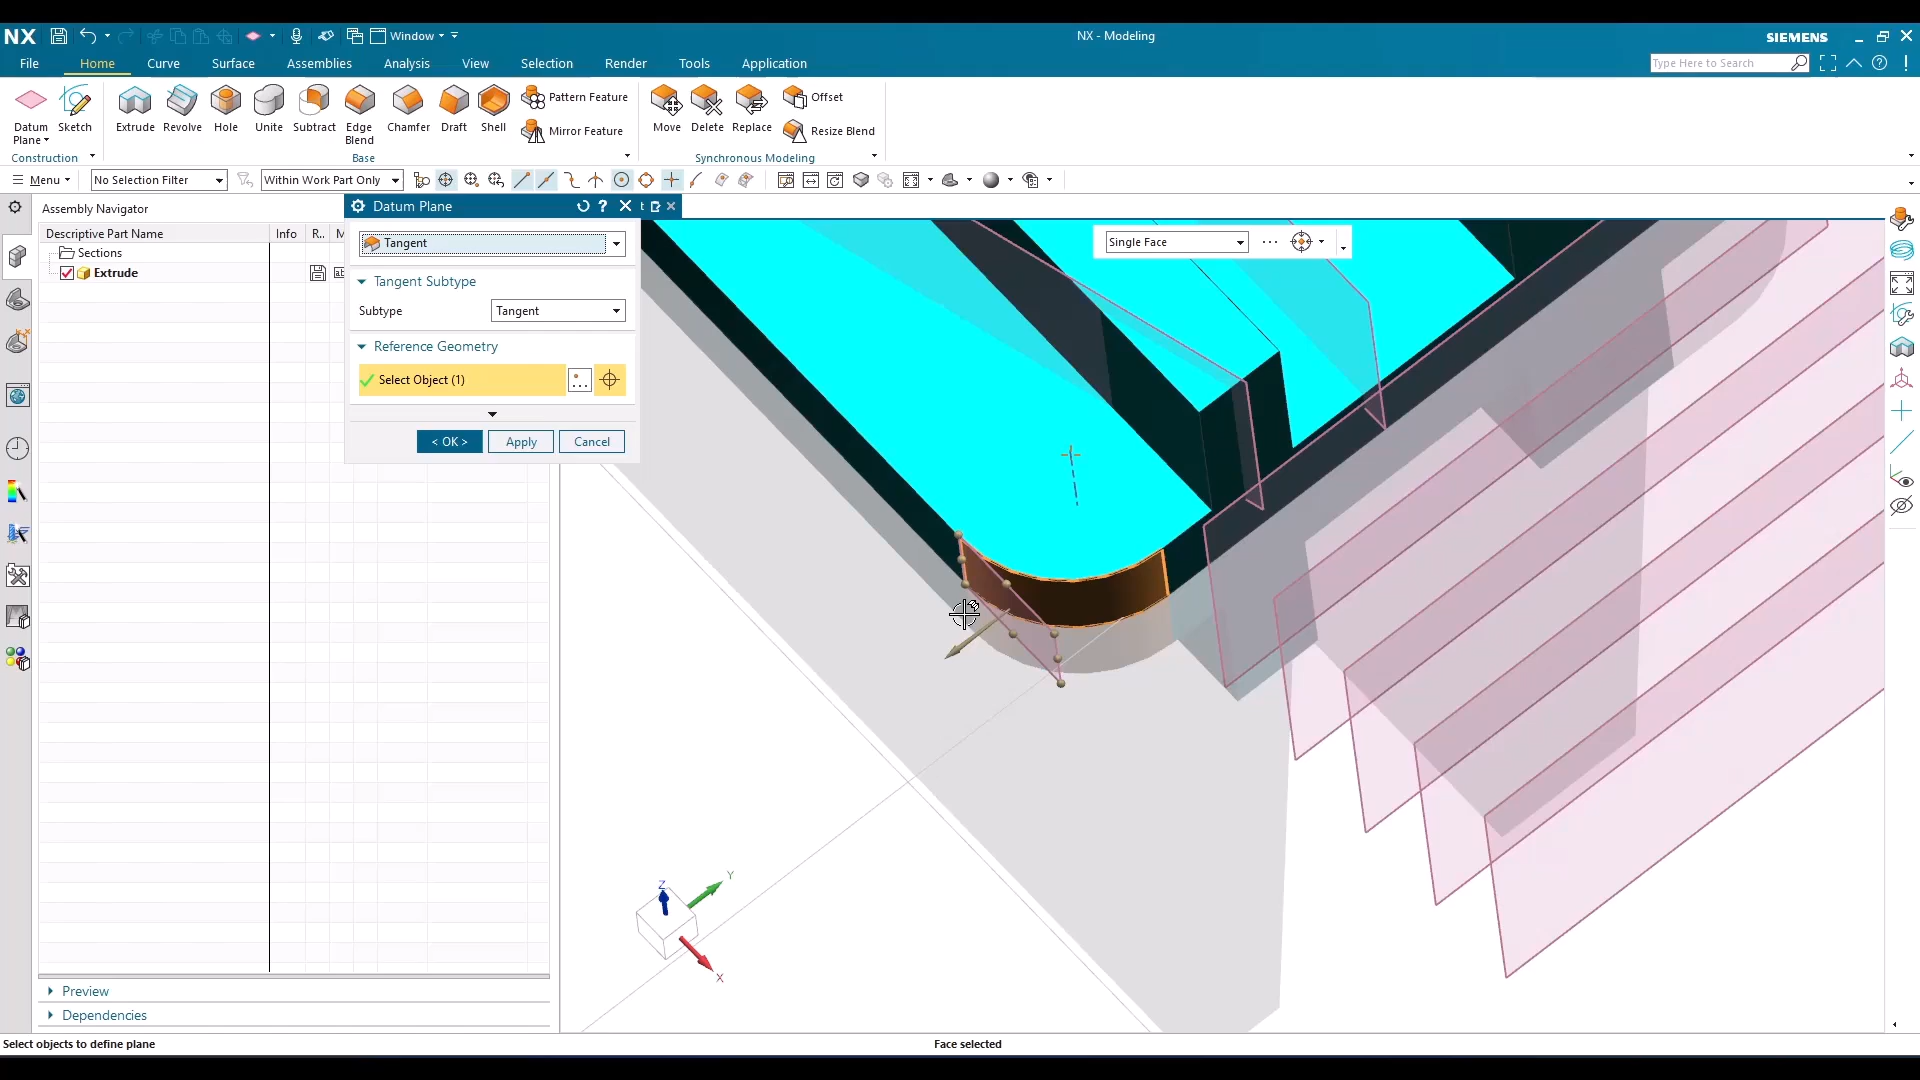 NX
Window
NX - Modeling
SIEMENS
File
Home
Curve
Surface
Assemblies
Analysis
View
Selection
Render
Tools
Application
Type Here to Search
Datum Plane
Sketch
Extrude
Revolve
Hole
Unite
Subtract
Edge Blend
Chamfer
Draft
Shell
Pattern Feature
Mirror Feature
Move
Delete
Replace
Offset
Resize Blend
Construction
Base
Synchronous Modeling
Menu
No Selection Filter
Within Work Part Only
Assembly Navigator
Datum Plane
Descriptive Part Name
Info
R..
M
Sections
Extrude
Tangent
Tangent Subtype
Subtype
Tangent
Reference Geometry
Select Object (1)
< OK >
Apply
Cancel
Single Face
Z
Y
X
Preview
Dependencies
Select objects to define plane
Face selected